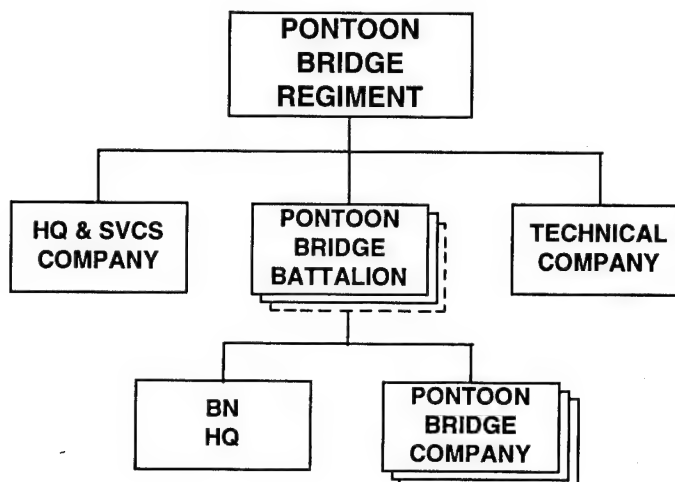 PONTOON
BRIDGE
REGIMENT
HQ & SVCS
COMPANY
PONTOON
BRIDGE
BATTALION
TECHNICAL
COMPANY
BN
HQ
PONTOON
BRIDGE
COMPANY